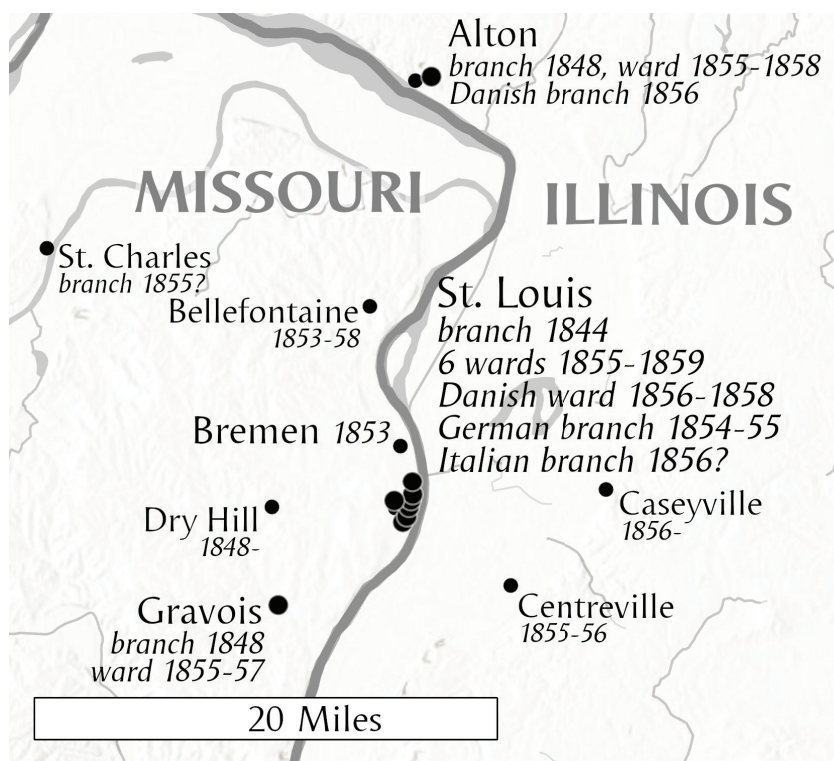 Alton
branch 1848, ward 1855-1858
Danish branch 1856
MISSOURI
ILLINOIS
St. Charles
branch 1855?
Bellefontaine
1853-58
St. Louis
branch 1844
6 wards 1855-1859
Danish ward 1856-1858
German branch 1854-55
Italian branch 1856?
Bremen 1853
Dry Hill
1848-
Caseyville
1856-
Gravois
branch 1848
ward 1855-57
Centreville
1855-56
20 Miles